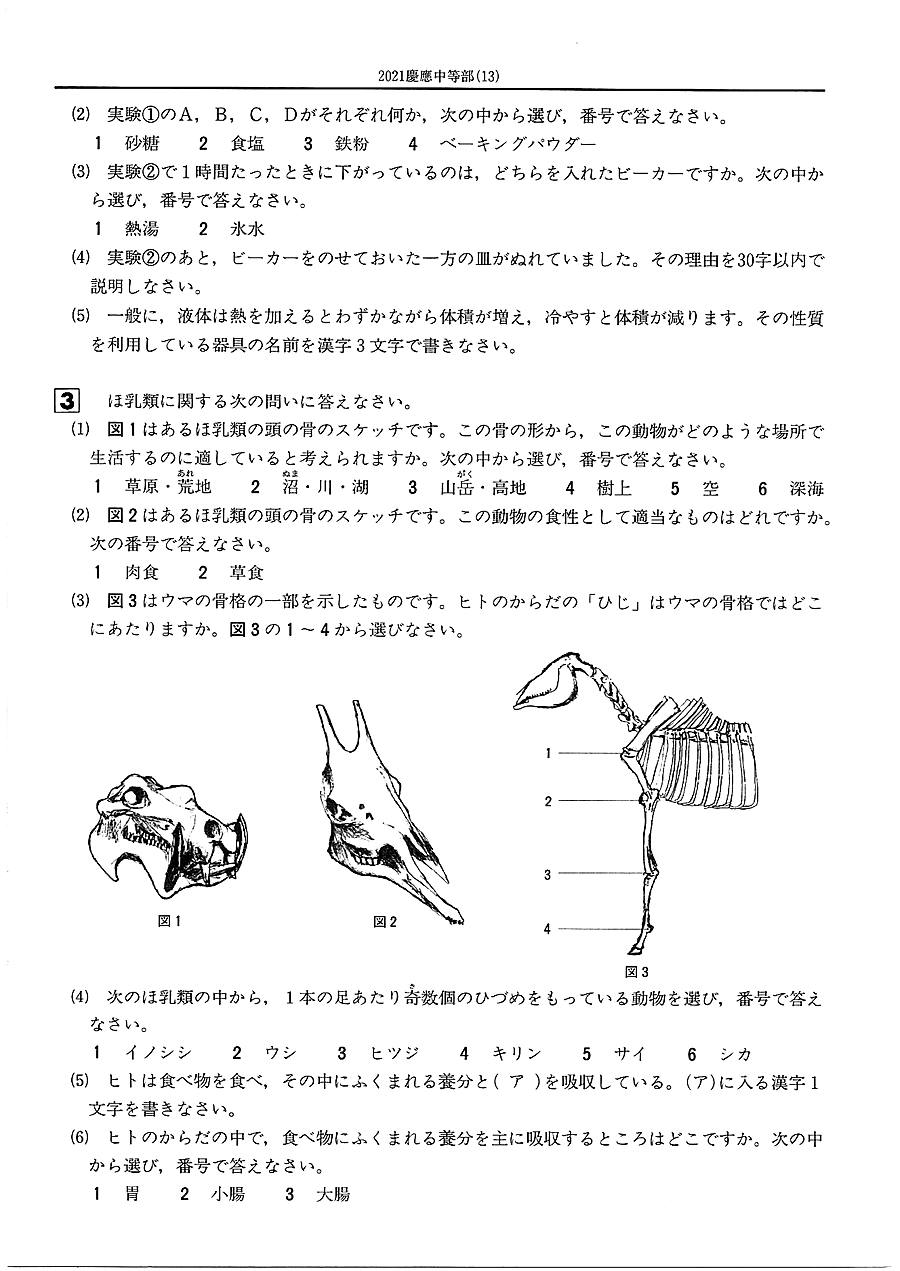 2021慶應中等部(13)
(2) 実験①のA，B，C，Dがそれぞれ何か，次の中から選び，番号で答えなさい。
1 砂糖 2 食塩 3 鉄粉 4 ベーキングパウダー
(3) 実験②で1時間たったときに下がっているのは，どちらを入れたビーカーですか。次の中か
ら選び，番号で答えなさい。
1 熱湯 2 氷水
(4) 実験②のあと，ビーカーをのせておいた一方の皿がぬれていました。その理由を30字以内で
説明しなさい。
(5) 一般に，液体は熱を加えるとわずかながら体積が増え，冷やすと体積が減ります。その性質
を利用している器具の名前を漢字3文字で書きなさい。
3 ほ乳類に関する次の問いに答えなさい。
(1) 図1はあるほ乳類の頭の骨のスケッチです。この骨の形から，この動物がどのような場所で
生活するのに適していると考えられますか。次の中から選び，番号で答えなさい。
あれ ぬま がく
1 草原・荒地 2 沼・川・湖 3 山岳・高地 4 樹上 5 空 6 深海
(2) 図2はあるほ乳類の頭の骨のスケッチです。この動物の食性として適当なものはどれですか。
次の番号で答えなさい。
1 肉食 2 草食
(3) 図3はウマの骨格の一部を示したものです。ヒトのからだの「ひじ」はウマの骨格ではどこ
にあたりますか。図3の1～4から選びなさい。
1
2
3
4
図1
図2
図3
き
(4) 次のほ乳類の中から，1本の足あたり奇数個のひづめをもっている動物を選び，番号で答え
なさい。
1 イノシシ 2 ウシ 3 ヒツジ 4 キリン 5 サイ 6 シカ
(5) ヒトは食べ物を食べ，その中にふくまれる養分と( ア )を吸収している。(ア)に入る漢字1
文字を書きなさい。
(6) ヒトのからだの中で，食べ物にふくまれる養分を主に吸収するところはどこですか。次の中
から選び，番号で答えなさい。
1 胃 2 小腸 3 大腸